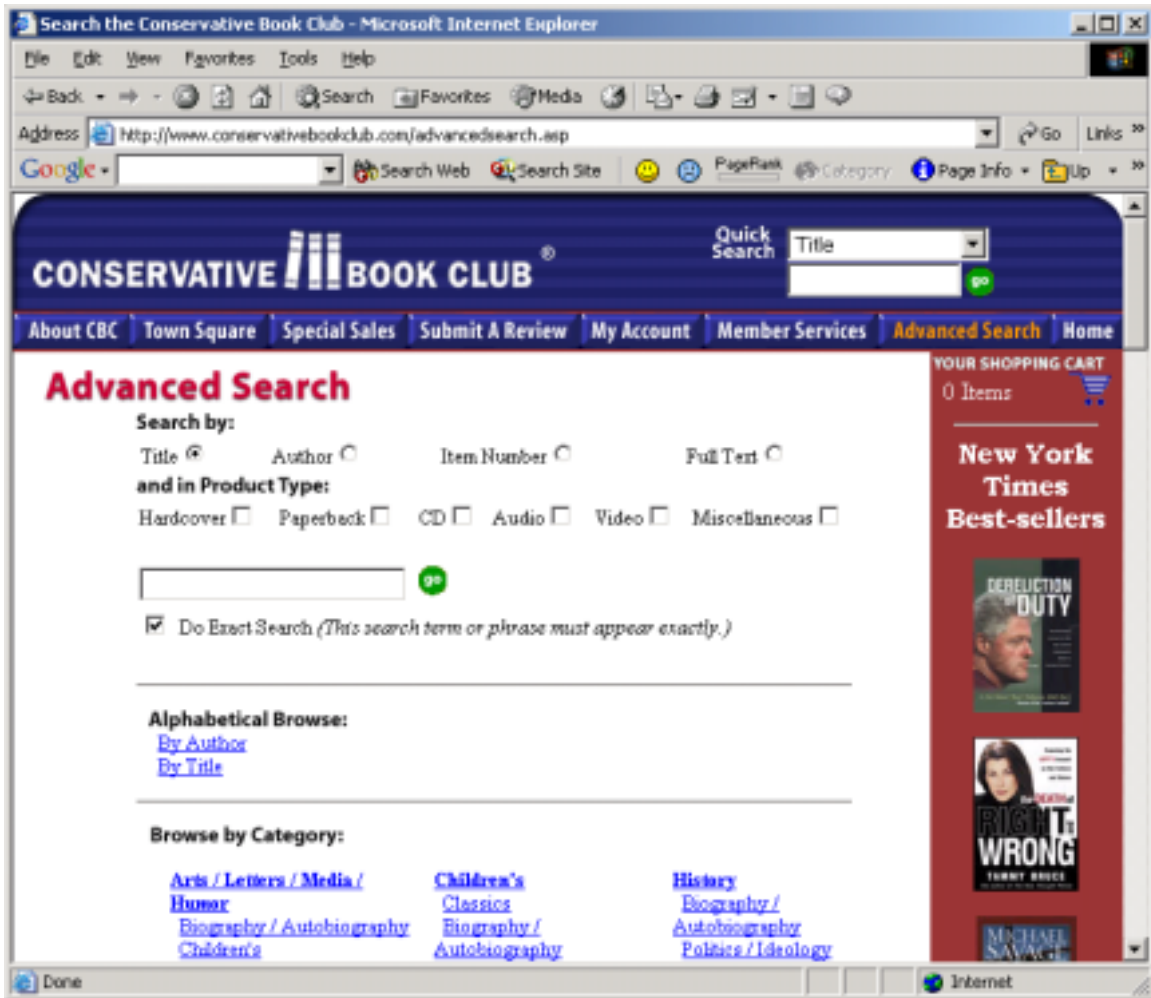 Search the Conservative Book Club - Microsoft Internet Explorer
File Edit View Favorites Tools Help
Back Search Favorites Media
Address http://www.conservativebookclub.com/advancedsearch.asp Go Links »
Google Search Web Search Site PageRank Category Page Info Up »
CONSERVATIVE BOOK CLUB ®
Quick Search Title
go
About CBC Town Square Special Sales Submit A Review My Account Member Services Advanced Search Home
Advanced Search
Search by:
Title Author Item Number Full Text
and in Product Type:
Hardcover Paperback CD Audio Video Miscellaneous
go
Do Exact Search (This search term or phrase must appear exactly.)
Alphabetical Browse:
By Author
By Title
Browse by Category:
Arts / Letters / Media /
Humor
Biography / Autobiography
Children's
Children's
Classics
Biography /
Autobiography
History
Biography /
Autobiography
Politics / Ideology
YOUR SHOPPING CART
0 Items
New York
Times
Best-sellers
DERELICTION
OF DUTY
The DEATH of
RIGHT &
WRONG
TAMMY BRUCE
MICHAEL
SAVAGE
Done Internet